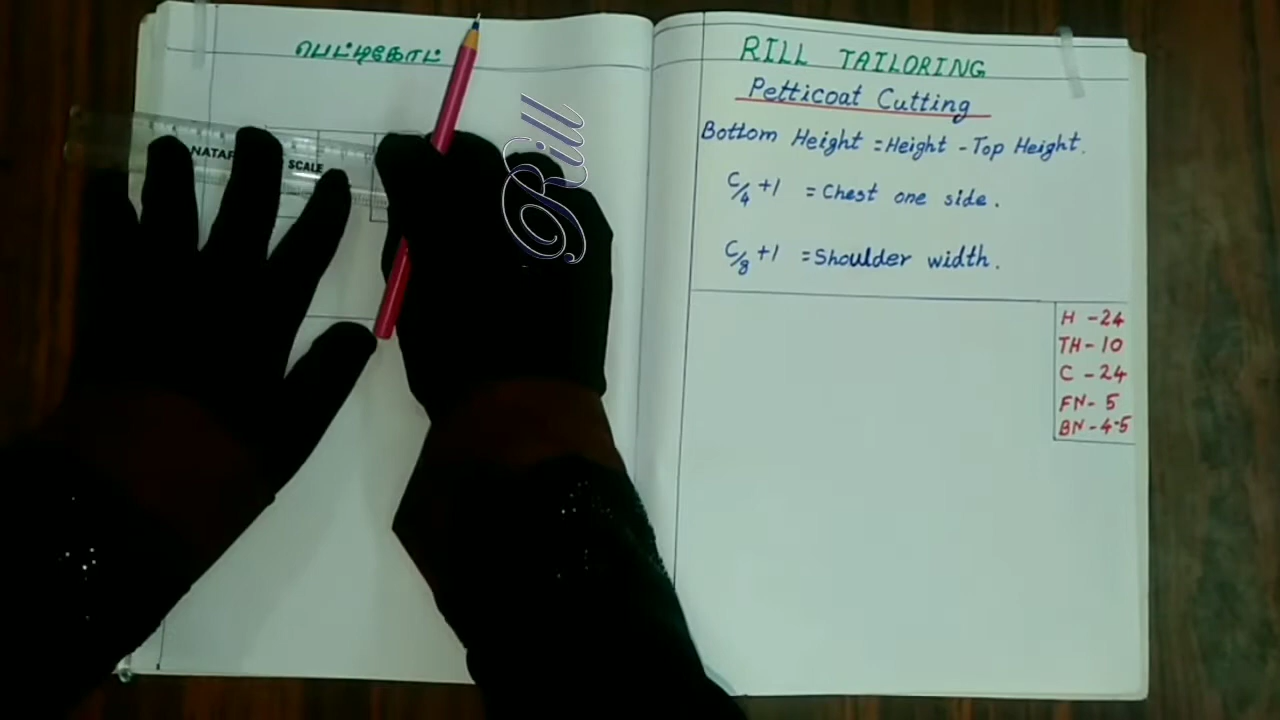 பெட்டிகோட்
SCALE
Rill
RILL TAILORING
Petticoat Cutting
Bottom Height = Height - Top Height.
C/4 +1 = Chest one side.
C/8 +1 = Shoulder width.
H - 24
TH - 10
C - 24
FN - 5
BN - 4.5